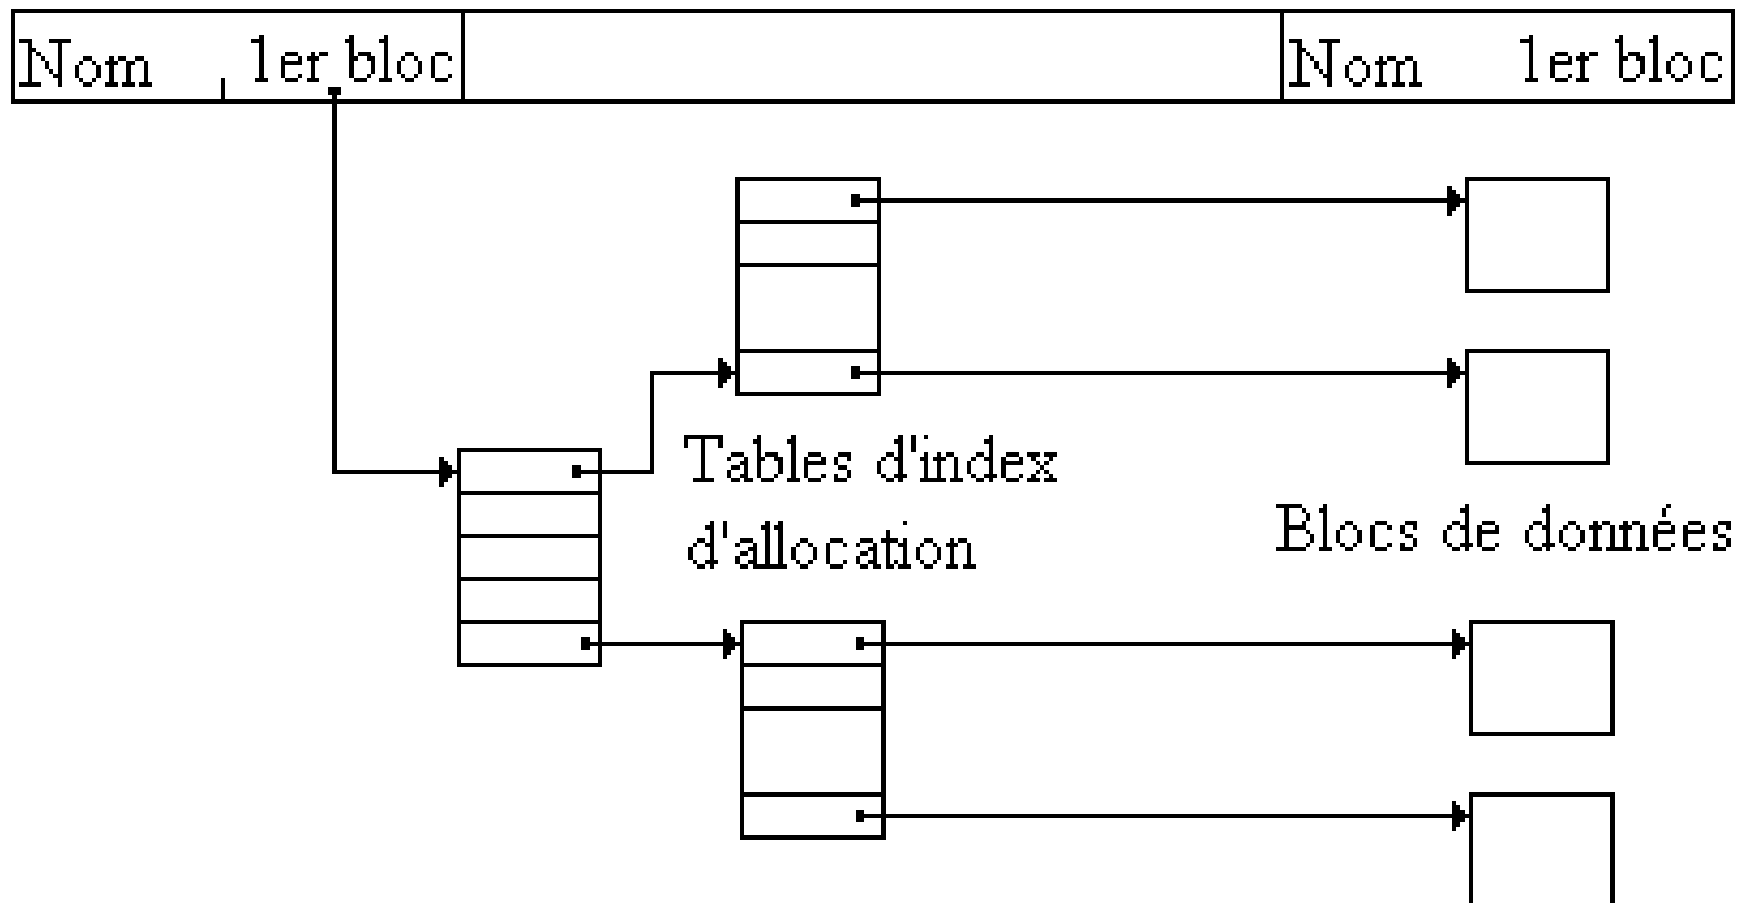 Nom 1er bloc Nom 1er bloc
Tables d'index
d'allocation
Blocs de données